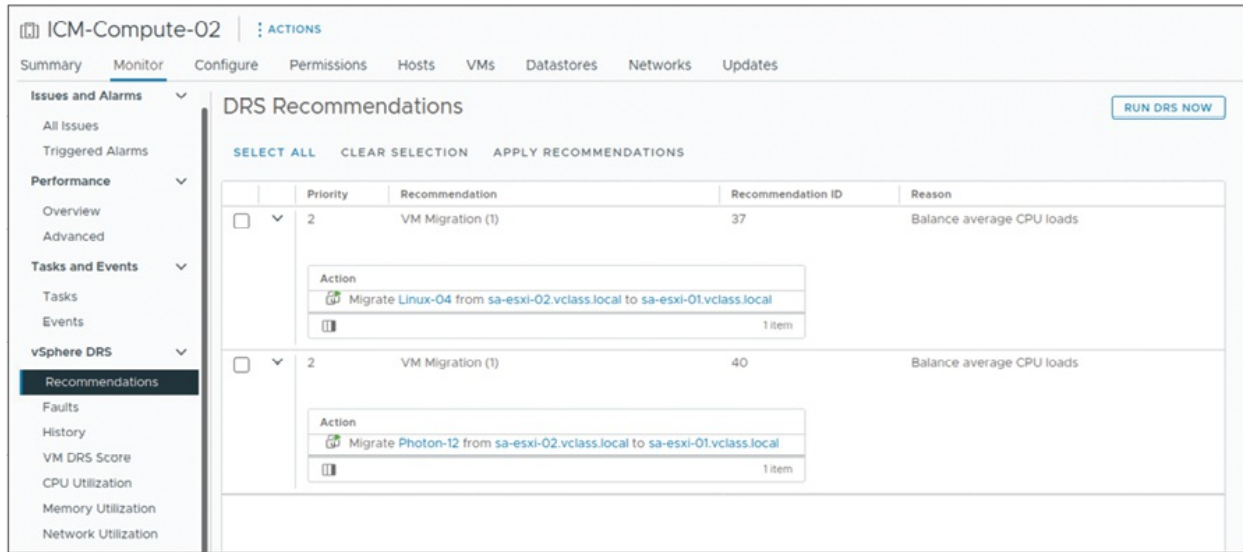 ICM-Compute-02 ACTIONS
Summary Monitor Configure Permissions Hosts VMs Datastores Networks Updates
Issues and Alarms
All Issues
Triggered Alarms
Performance
Overview
Advanced
Tasks and Events
Tasks
Events
vSphere DRS
Recommendations
Faults
History
VM DRS Score
CPU Utilization
Memory Utilization
Network Utilization
DRS Recommendations RUN DRS NOW
SELECT ALL CLEAR SELECTION APPLY RECOMMENDATIONS
Priority Recommendation Recommendation ID Reason
2 VM Migration (1) 37 Balance average CPU loads
Action
Migrate Linux-04 from sa-esxi-02.vclass.local to sa-esxi-01.vclass.local
1 item
2 VM Migration (1) 40 Balance average CPU loads
Action
Migrate Photon-12 from sa-esxi-02.vclass.local to sa-esxi-01.vclass.local
1 item